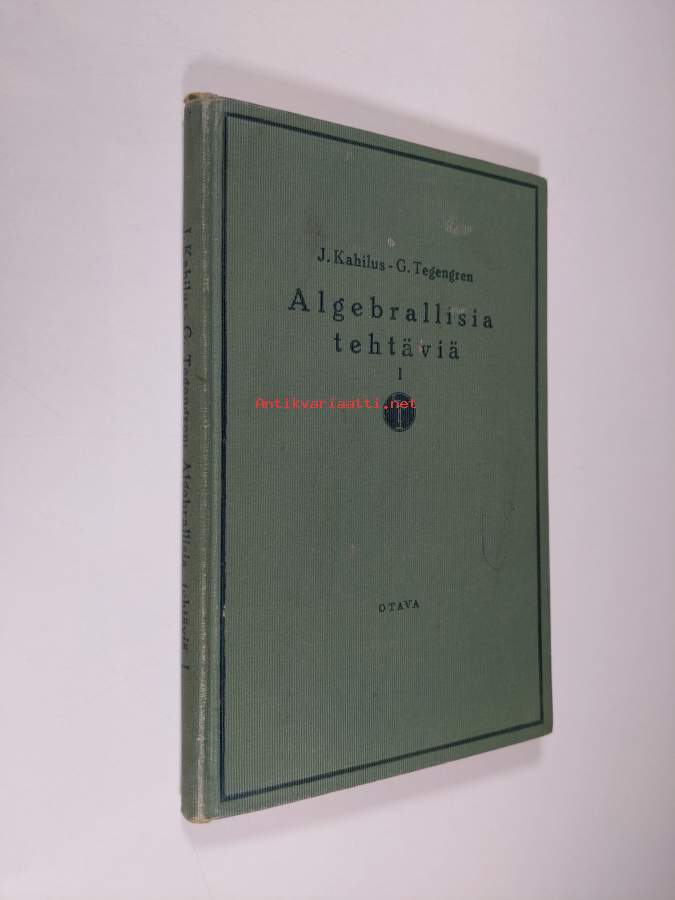 J. Kahilus - G. Tegengren
Algebrallisia
tehtäviä
I
Antikvariaatti.net
OTAVA
J. Kahilus - G. Tegengren: Algebrallisia tehtäviä I